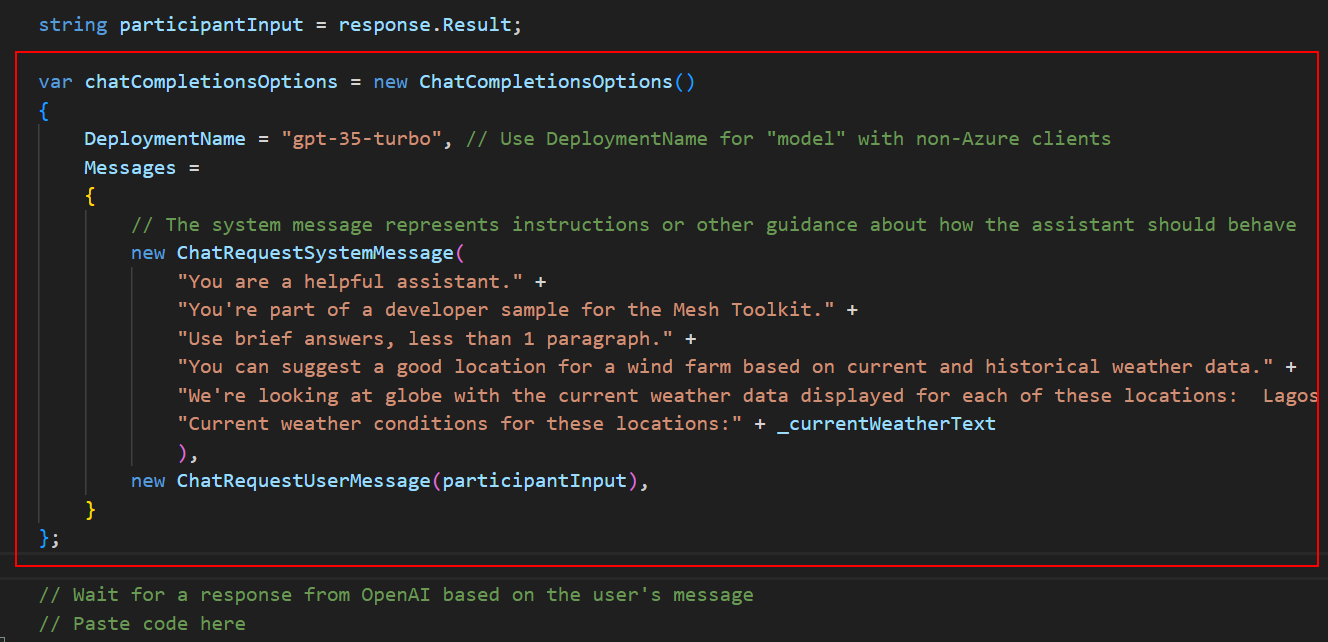 string participantInput = response.Result;
var chatCompletionsOptions = new ChatCompletionsOptions()
{
DeploymentName = "gpt-35-turbo", // Use DeploymentName for "model" with non-Azure clients
Messages =
{
// The system message represents instructions or other guidance about how the assistant should behave
new ChatRequestSystemMessage(
"You are a helpful assistant." +
"You're part of a developer sample for the Mesh Toolkit." +
"Use brief answers, less than 1 paragraph." +
"You can suggest a good location for a wind farm based on current and historical weather data." +
"We're looking at globe with the current weather data displayed for each of these locations:  Lagos
"Current weather conditions for these locations:" + _currentWeatherText
),
new ChatRequestUserMessage(participantInput),
}
};
// Wait for a response from OpenAI based on the user's message
// Paste code here